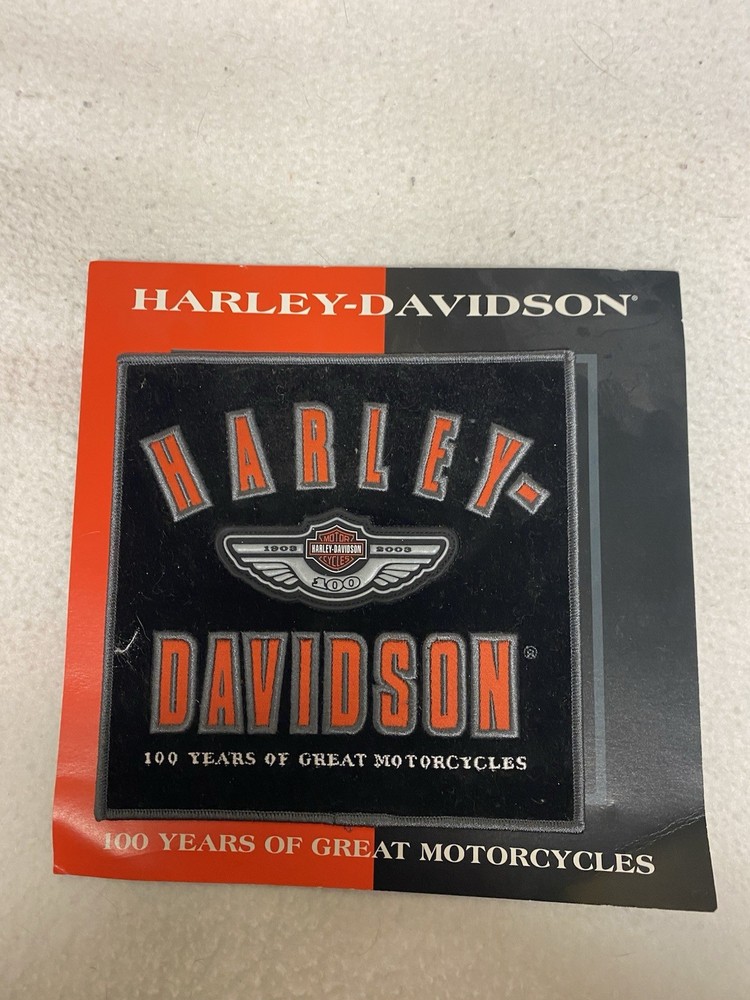 HARLEY-DAVIDSON®
HARLEY-
MOTOR
1903 HARLEY-DAVIDSON 2003
CYCLES
100
DAVIDSON®
100 YEARS OF GREAT MOTORCYCLES
100 YEARS OF GREAT MOTORCYCLES